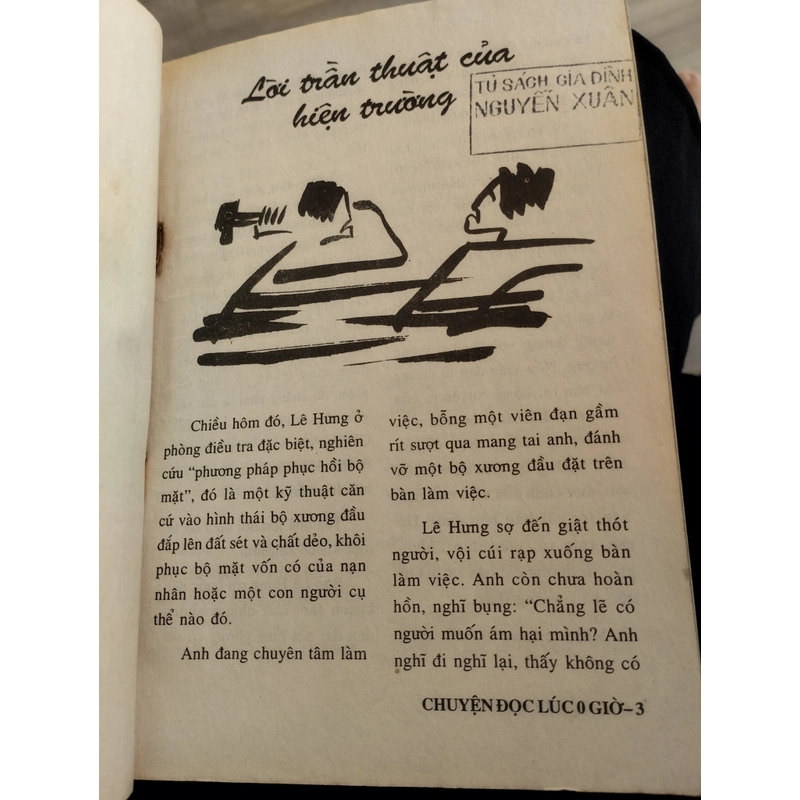 Lời trần thuật của
hiện trường
TỦ SÁCH GIA ĐÌNH
NGUYỄN XUÂN
Chiều hôm đó, Lê Hưng ở
phòng điều tra đặc biệt, nghiên
cứu “phương pháp phục hồi bộ
mặt”, đó là một kỹ thuật căn
cứ vào hình thái bộ xương đầu
đắp lên đất sét và chất dẻo, khôi
phục bộ mặt vốn có của nạn
nhân hoặc một con người cụ
thể nào đó.
Anh đang chuyên tâm làm
việc, bỗng một viên đạn gầm
rít sượt qua mang tai anh, đánh
vỡ một bộ xương đầu đặt trên
bàn làm việc.
Lê Hưng sợ đến giật thót
người, vội cúi rạp xuống bàn
làm việc. Anh còn chưa hoàn
hồn, nghĩ bụng: “Chẳng lẽ có
người muốn ám hại mình? Anh
nghĩ đi nghĩ lại, thấy không có
CHUYỆN ĐỌC LÚC 0 GIỜ–3